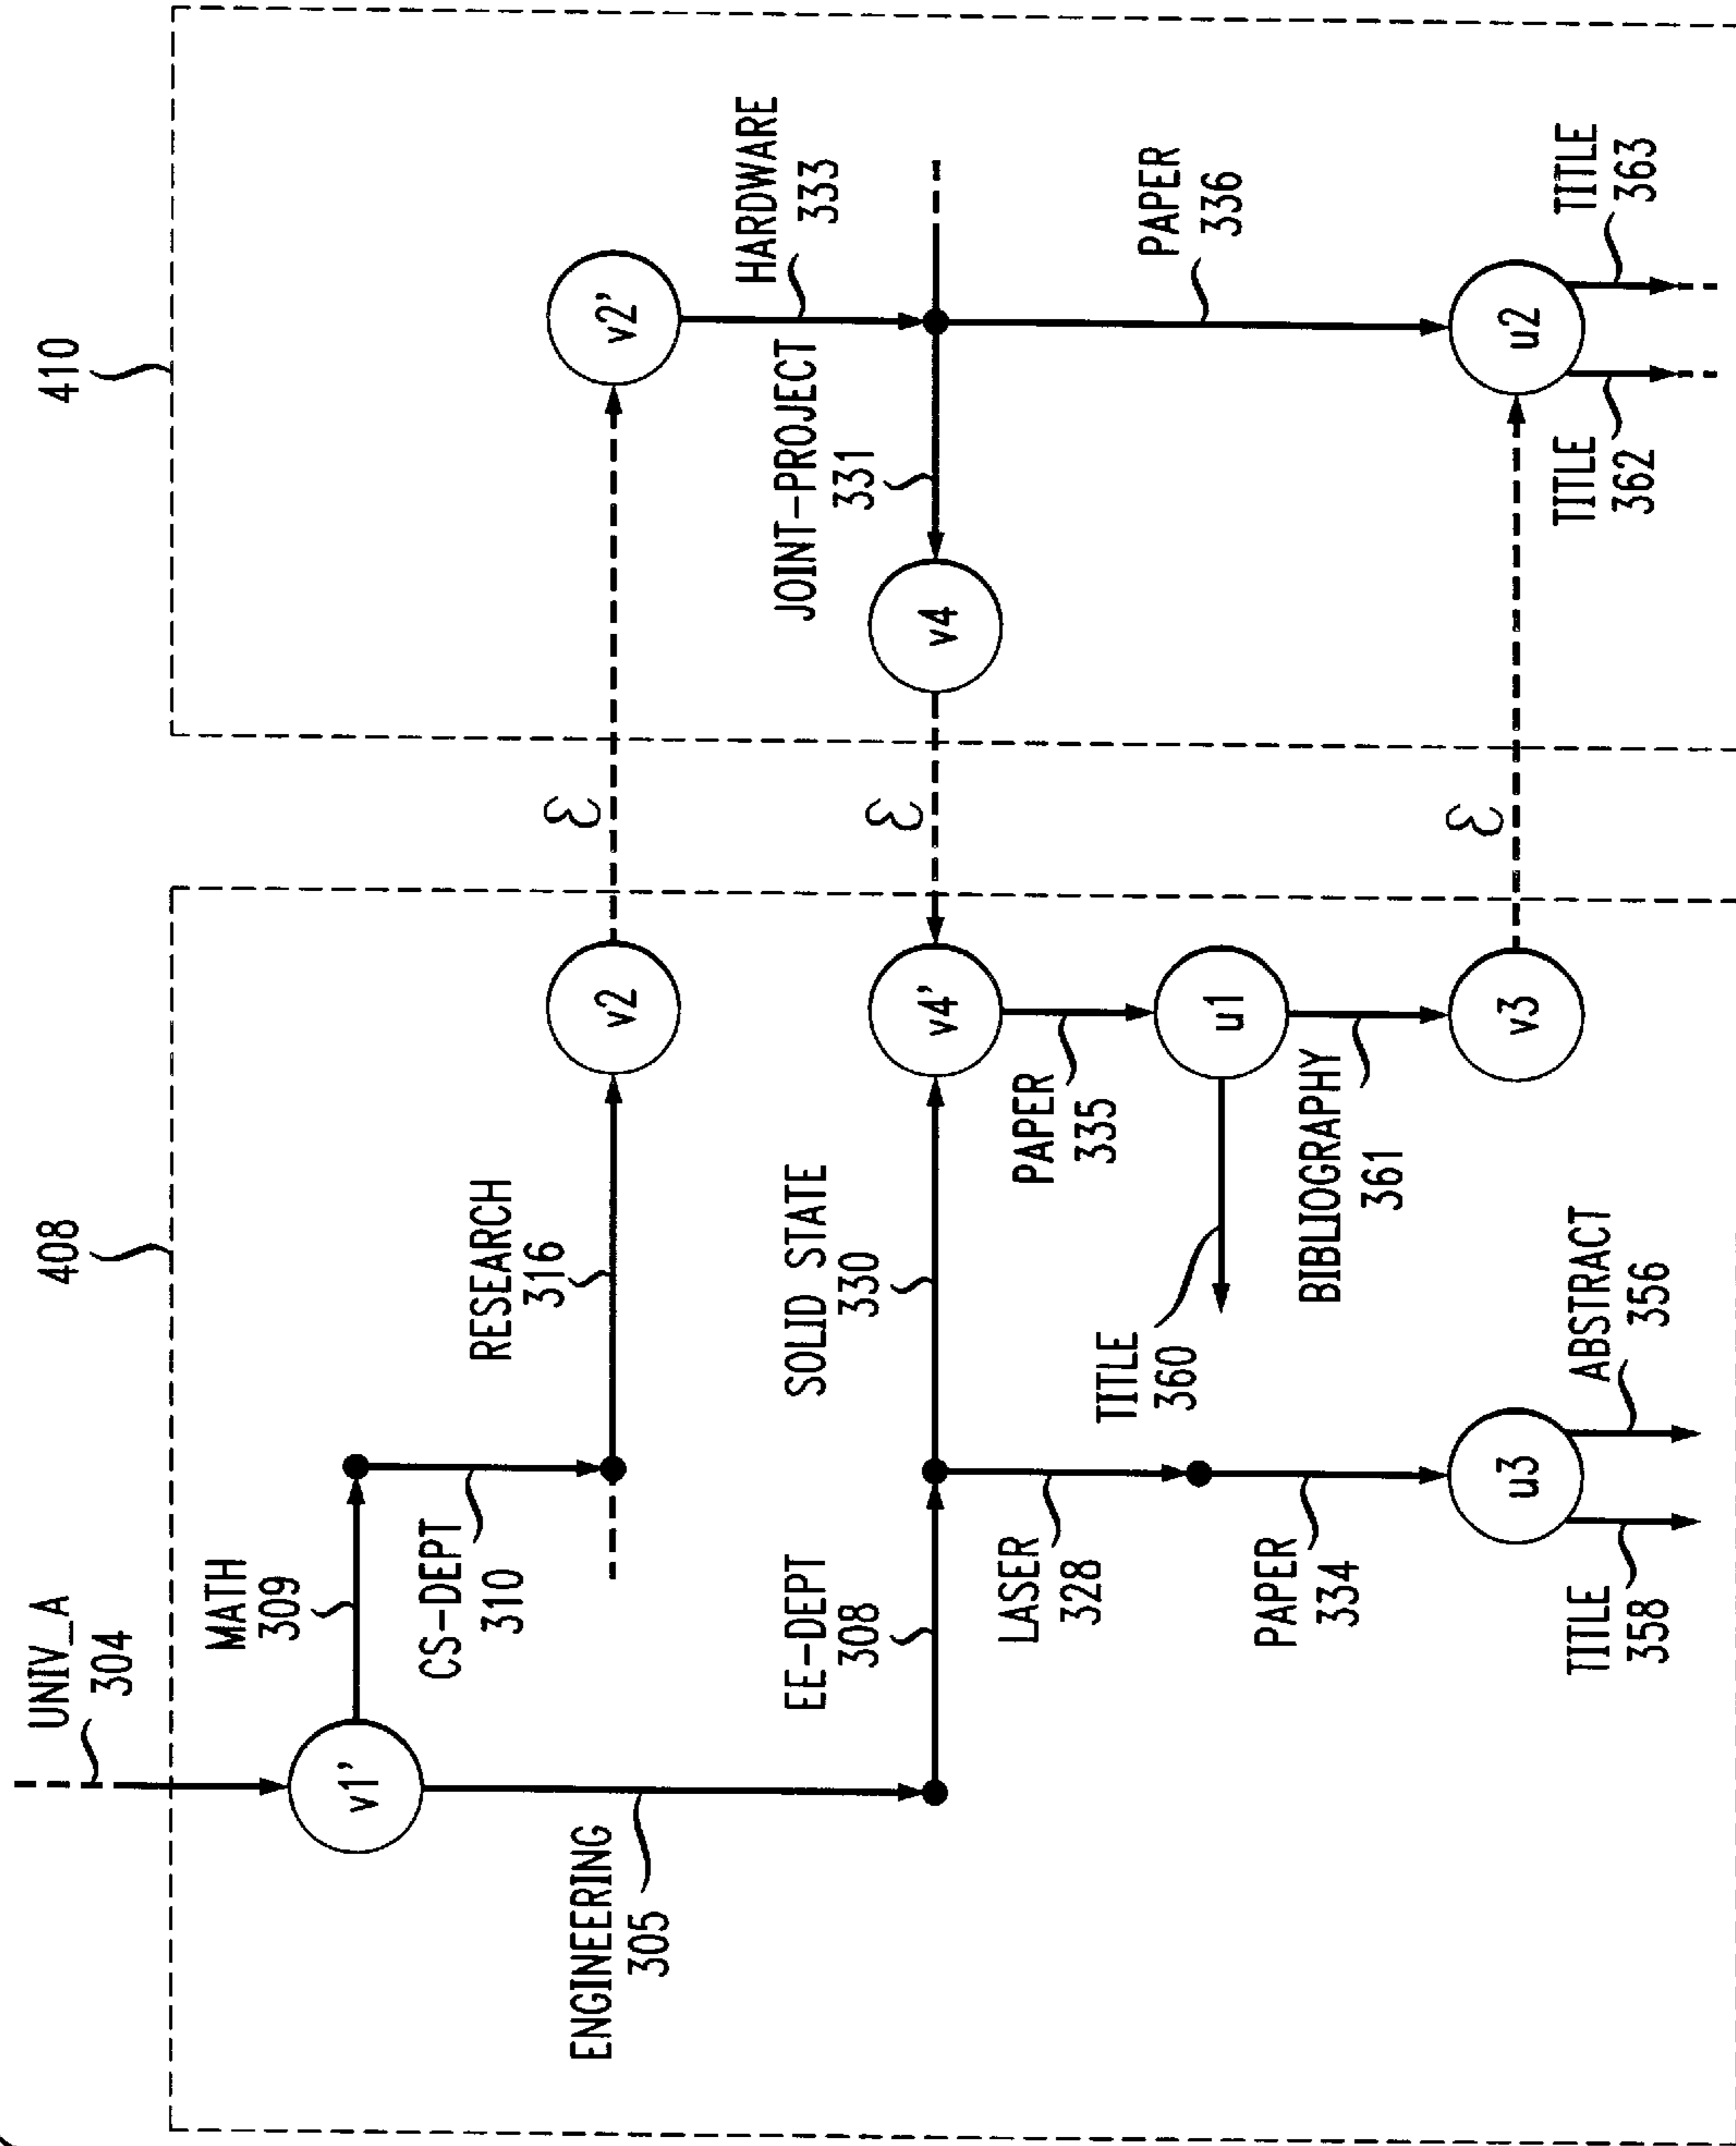 UNIV_A
304
408
410
v1'
MATH
309
CS-DEPT
310
RESEARCH
316
v2
ε
v2'
HARDWARE
333
ENGINEERING
305
EE-DEPT
308
SOLID STATE
330
v4'
ε
v4
JOINT-PROJECT
331
LASER
328
PAPER
334
TITLE
360
PAPER
335
u1
BIBLIOGRAPHY
361
PAPER
336
u3
v3
ε
u2
TITLE
358
ABSTRACT
356
TITLE
362
TITLE
363